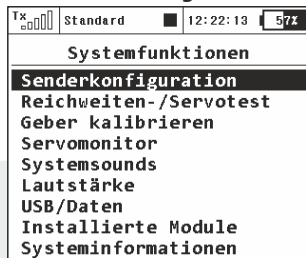 Tx Standard 12:22:13 57%
Systemfunktionen
Senderkonfiguration
Reichweiten-/Servotest
Geber kalibrieren
Servomonitor
Systemsounds
Lautstärke
USB/Daten
Installierte Module
Systeminformationen